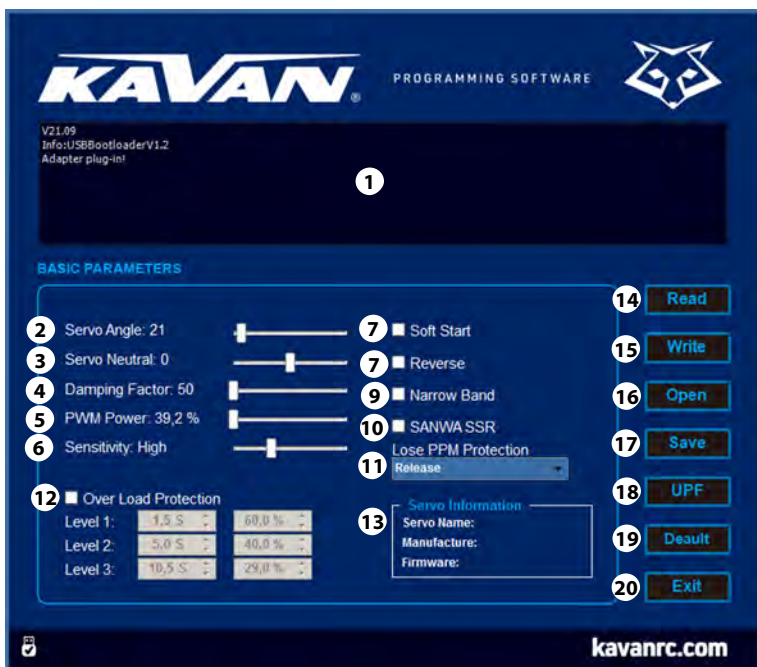 KAVAN®
PROGRAMMING SOFTWARE
V21.09
Info:USBBootloaderV1.2
Adapter plug-in!
1
BASIC PARAMETERS
2 Servo Angle: 21
3 Servo Neutral: 0
4 Damping Factor: 50
5 PWM Power: 39,2 %
6 Sensitivity: High
7 Soft Start
7 Reverse
9 Narrow Band
10 SANWA SSR
Lose PPM Protection
11 Release
12 Over Load Protection
Level 1: 1,5 S 60,0 %
Level 2: 5,0 S 40,0 %
Level 3: 10,5 S 29,0 %
13 Servo Information
Servo Name:
Manufacture:
Firmware:
14 Read
15 Write
16 Open
17 Save
18 UPF
19 Deault
20 Exit
kavanrc.com